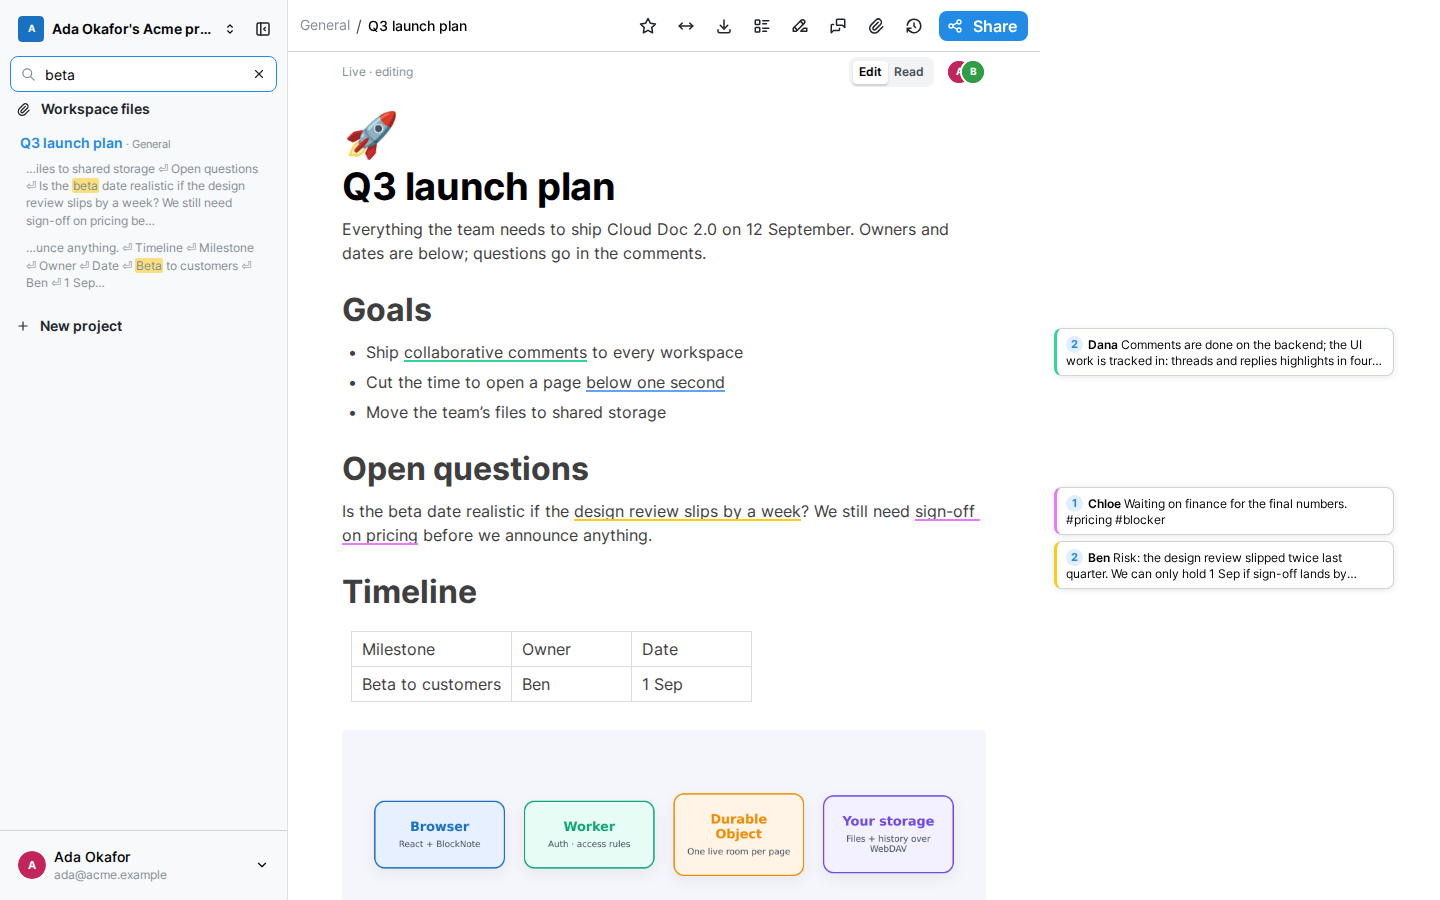 A Ada Okafor's Acme pr...
beta
Workspace files
Q3 launch plan · General
...iles to shared storage ⏎ Open questions
⏎ Is the beta date realistic if the design
review slips by a week? We still need
sign-off on pricing be...
...unce anything. ⏎ Timeline ⏎ Milestone
⏎ Owner ⏎ Date ⏎ Beta to customers ⏎
Ben ⏎ 1 Sep...
+ New project
A Ada Okafor
ada@acme.example
General / Q3 launch plan
Share
Live · editing
Edit Read
A B
Q3 launch plan
Everything the team needs to ship Cloud Doc 2.0 on 12 September. Owners and
dates are below; questions go in the comments.
Goals
• Ship collaborative comments to every workspace
• Cut the time to open a page below one second
• Move the team’s files to shared storage
Open questions
Is the beta date realistic if the design review slips by a week? We still need sign-off
on pricing before we announce anything.
Timeline
Milestone Owner Date
Beta to customers Ben 1 Sep
Browser
React + BlockNote
Worker
Auth · access rules
Durable
Object
One live room per page
Your storage
Files + history over
WebDAV
2 Dana Comments are done on the backend; the UI
work is tracked in: threads and replies highlights in four...
1 Chloe Waiting on finance for the final numbers.
#pricing #blocker
2 Ben Risk: the design review slipped twice last
quarter. We can only hold 1 Sep if sign-off lands by...